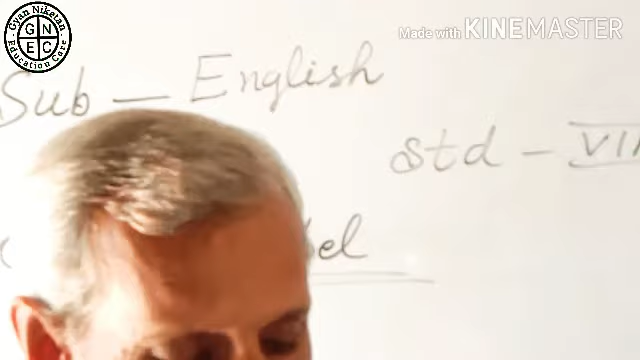 Gyan Niketan
G N
E C
Education Care
Made with KINEMASTER
Sub — English
std — VII